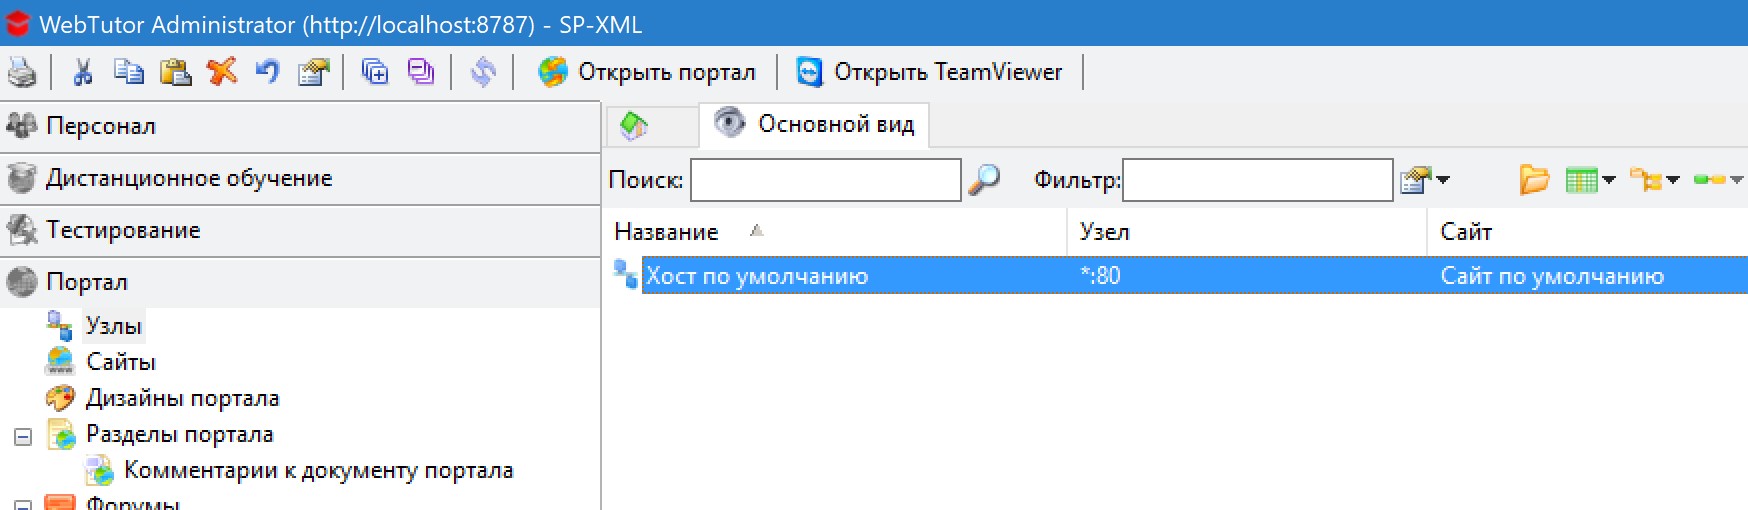 WebTutor Administrator (http://localhost:8787) - SP-XML
Открыть портал Открыть TeamViewer
Персонал
Дистанционное обучение
Тестирование
Портал
Узлы
Сайты
Дизайны портала
Разделы портала
Комментарии к документу портала
Форумы
Основной вид
Поиск: Фильтр:
Название Узел Сайт
Хост по умолчанию *:80 Сайт по умолчанию